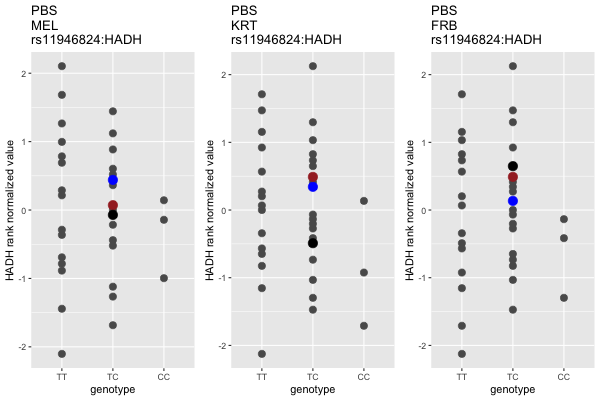 PBS
MEL
rs11946824:HADH
HADH rank normalized value
2
1
0
-1
-2
TT
TC
CC
genotype
PBS
KRT
rs11946824:HADH
HADH rank normalized value
2
1
0
-1
-2
TT
TC
CC
genotype
PBS
FRB
rs11946824:HADH
HADH rank normalized value
2
1
0
-1
-2
TT
TC
CC
genotype